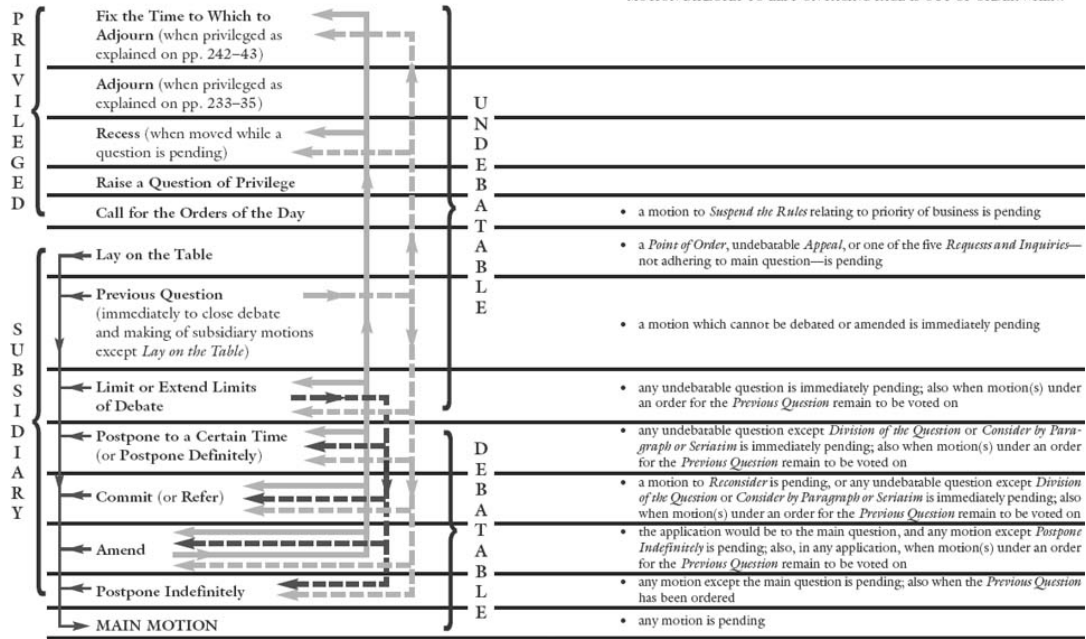 PRIVILEGED
Fix the Time to Which to
Adjourn (when privileged as
explained on pp. 242–43)
Adjourn (when privileged as
explained on pp. 233–35)
Recess (when moved while a
question is pending)
Raise a Question of Privilege
Call for the Orders of the Day
SUBSIDIARY
Lay on the Table
Previous Question
(immediately to close debate
and making of subsidiary motions
except Lay on the Table)
Limit or Extend Limits
of Debate
Postpone to a Certain Time
(or Postpone Definitely)
Commit (or Refer)
Amend
Postpone Indefinitely
MAIN MOTION
UNDEBATABLE
DEBATABLE
• a motion to Suspend the Rules relating to priority of business is pending
• a Point of Order, undebatable Appeal, or one of the five Requests and Inquiries—
not adhering to main question—is pending
• a motion which cannot be debated or amended is immediately pending
• any undebatable question is immediately pending; also when motion(s) under
an order for the Previous Question remain to be voted on
• any undebatable question except Division of the Question or Consider by Para-
graph or Seriatim is immediately pending; also when motion(s) under an order
for the Previous Question remain to be voted on
• a motion to Reconsider is pending, or any undebatable question except Division
of the Question or Consider by Paragraph or Seriatim is immediately pending; also
when motion(s) under an order for the Previous Question remain to be voted on
• the application would be to the main question, and any motion except Postpone
Indefinitely is pending; also, in any application, when motion(s) under an order
for the Previous Question remain to be voted on
• any motion except the main question is pending; also when the Previous Question
has been ordered
• any motion is pending